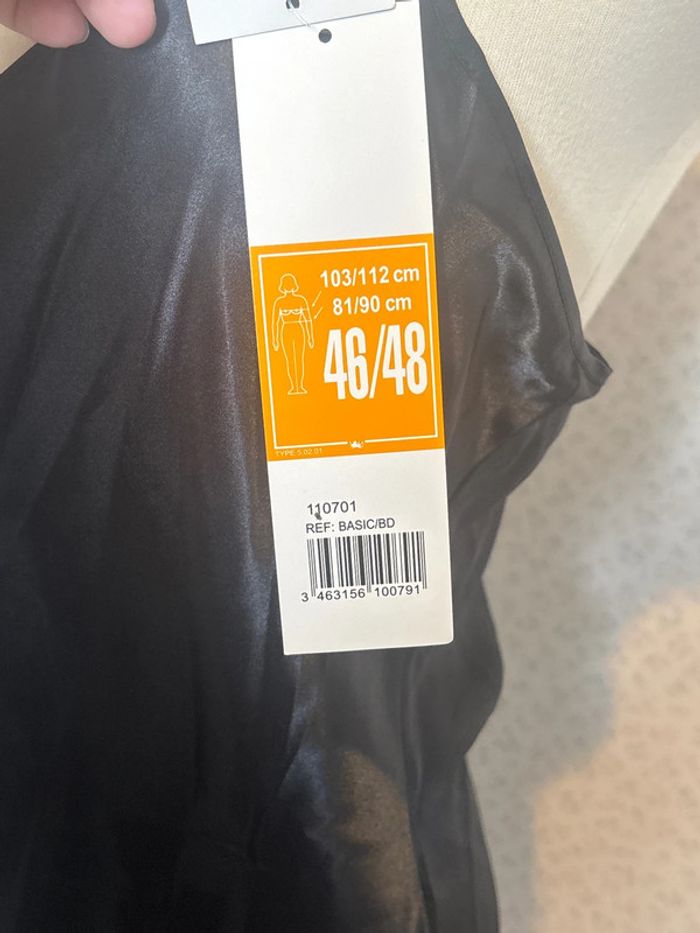 103/112 cm
81/90 cm
46/48
TYPE 5.02.01
110701
REF: BASIC/BD
3 463156 100791